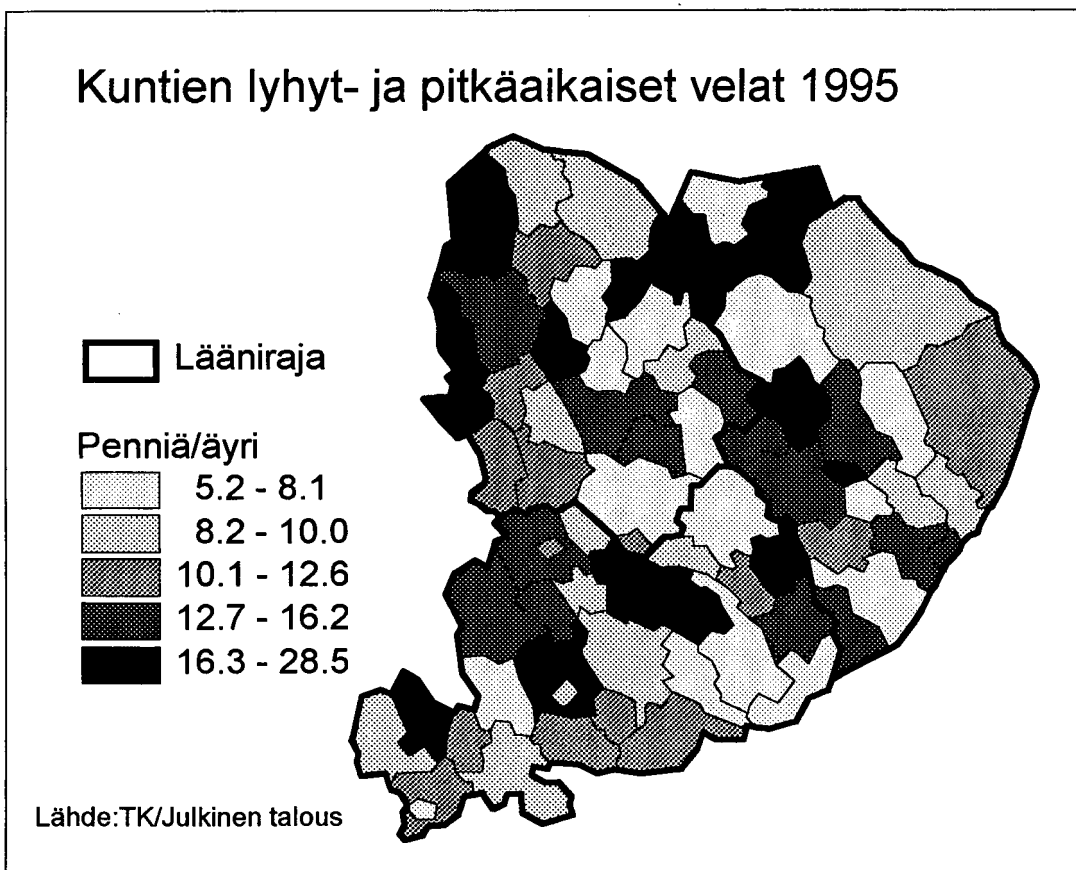 Kuntien lyhyt- ja pitkäaikaiset velat 1995
Lääniraja
Penniä/äyri
5.2 - 8.1
8.2 - 10.0
10.1 - 12.6
12.7 - 16.2
16.3 - 28.5
Lähde:TK/Julkinen talous